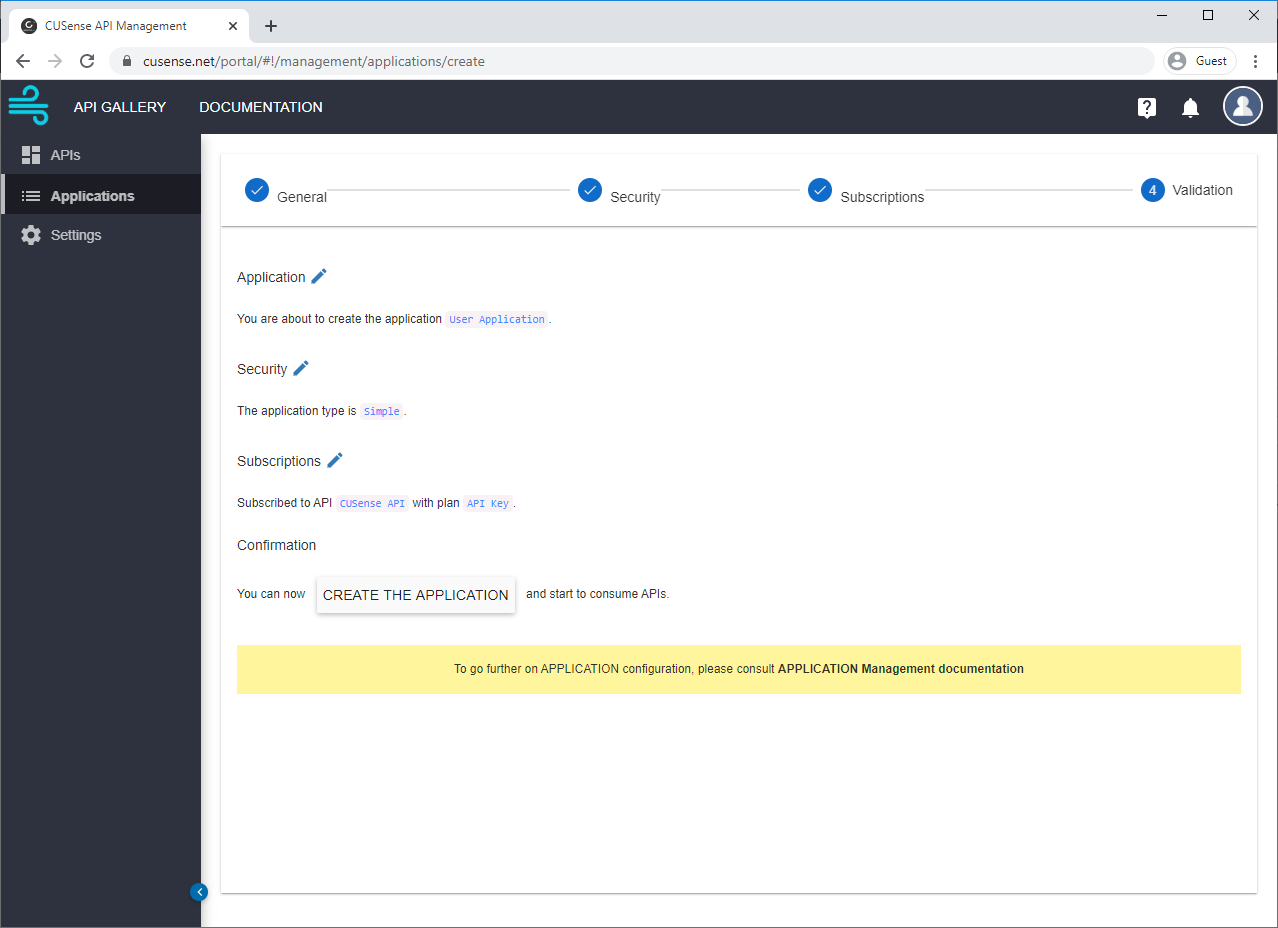 CUSense API Management
cusense.net/portal/#!/management/applications/create
Guest
API GALLERY DOCUMENTATION
APIs
Applications
Settings
General Security Subscriptions 4 Validation
Application
You are about to create the application User Application .
Security
The application type is Simple .
Subscriptions
Subscribed to API CUSense API with plan API Key .
Confirmation
You can now CREATE THE APPLICATION and start to consume APIs.
To go further on APPLICATION configuration, please consult APPLICATION Management documentation